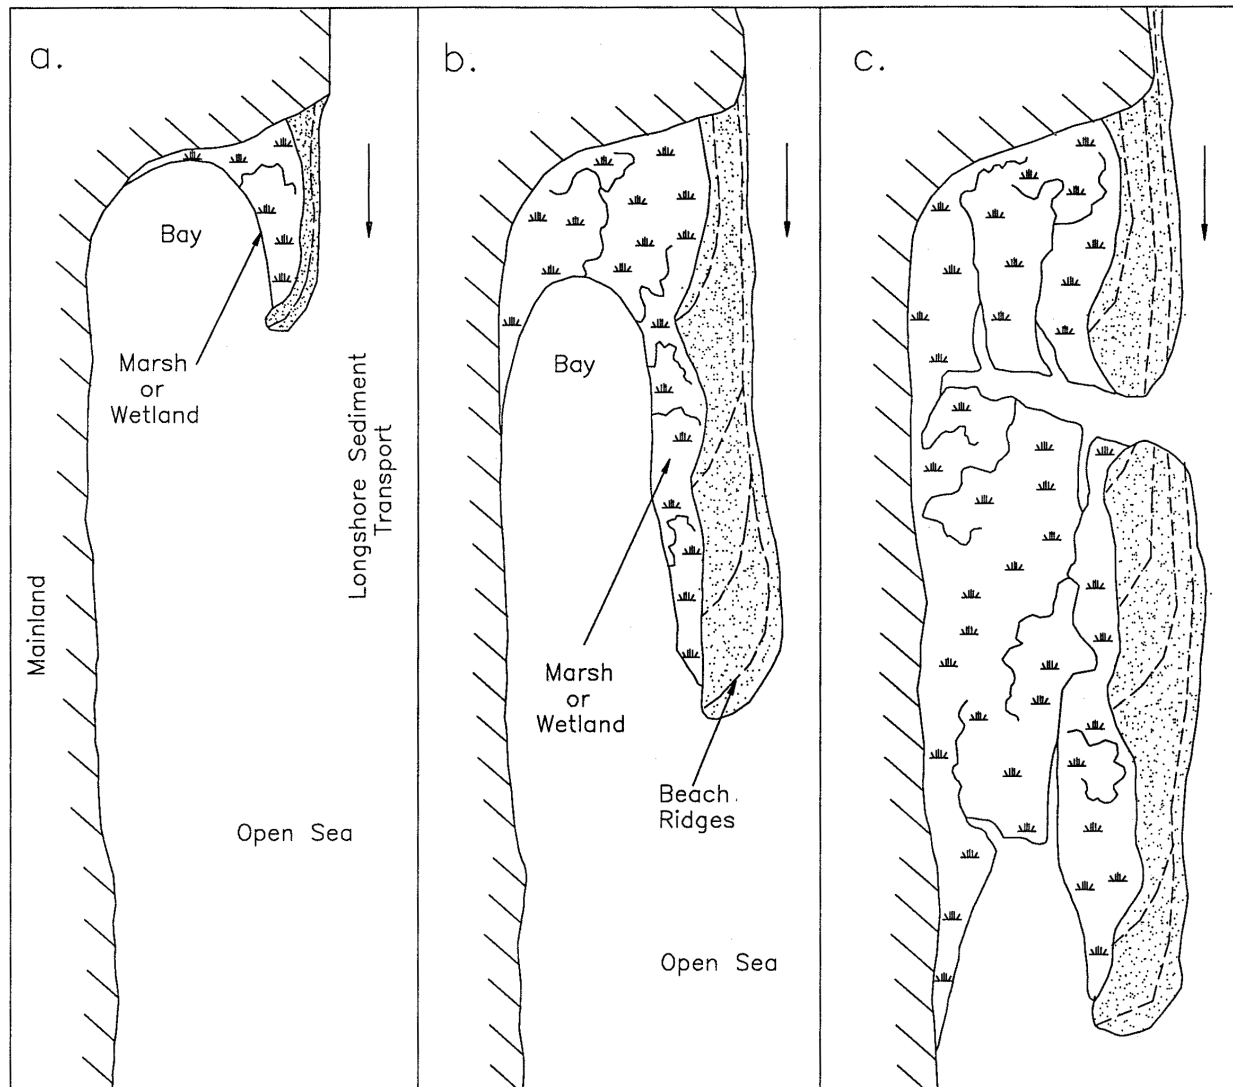 a.
Bay
Marsh
or
Wetland
Longshore Sediment
Transport
Mainland
Open Sea
b.
Bay
Marsh
or
Wetland
Beach
Ridges
Open Sea
c.